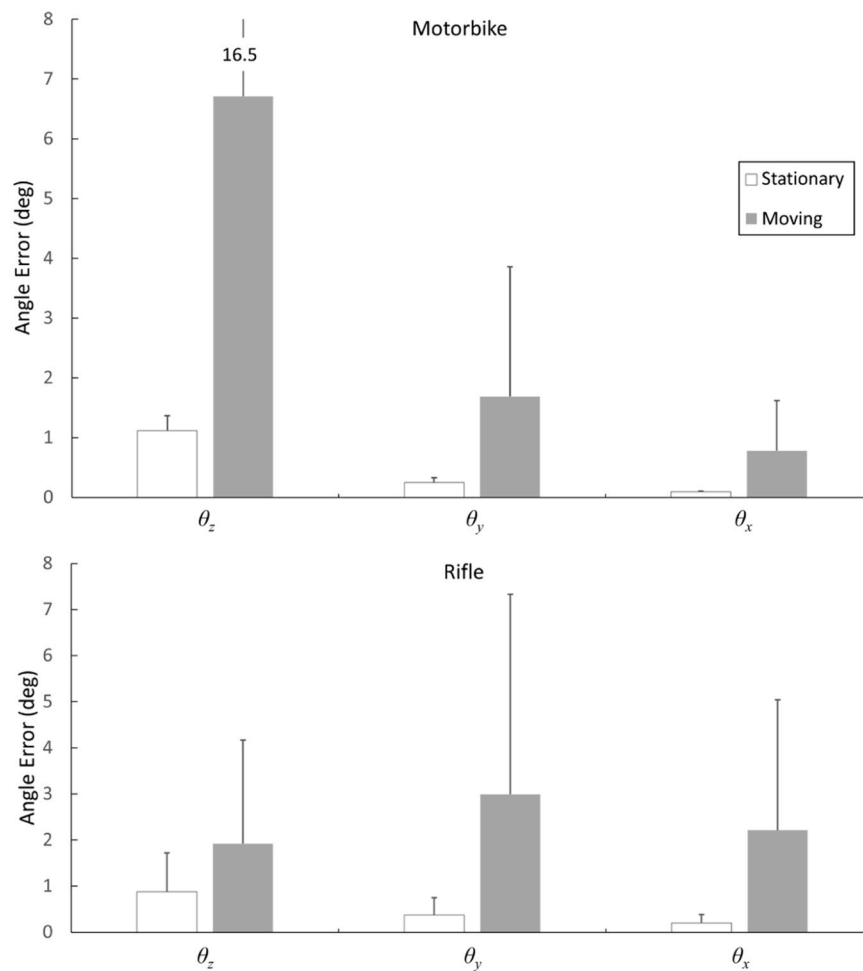 Motorbike
8
16.5
7
6
5
4
3
2
1
0
Angle Error (deg)
Stationary
Moving
θz θy θx
Rifle
8
7
6
5
4
3
2
1
0
Angle Error (deg)
θz θy θx